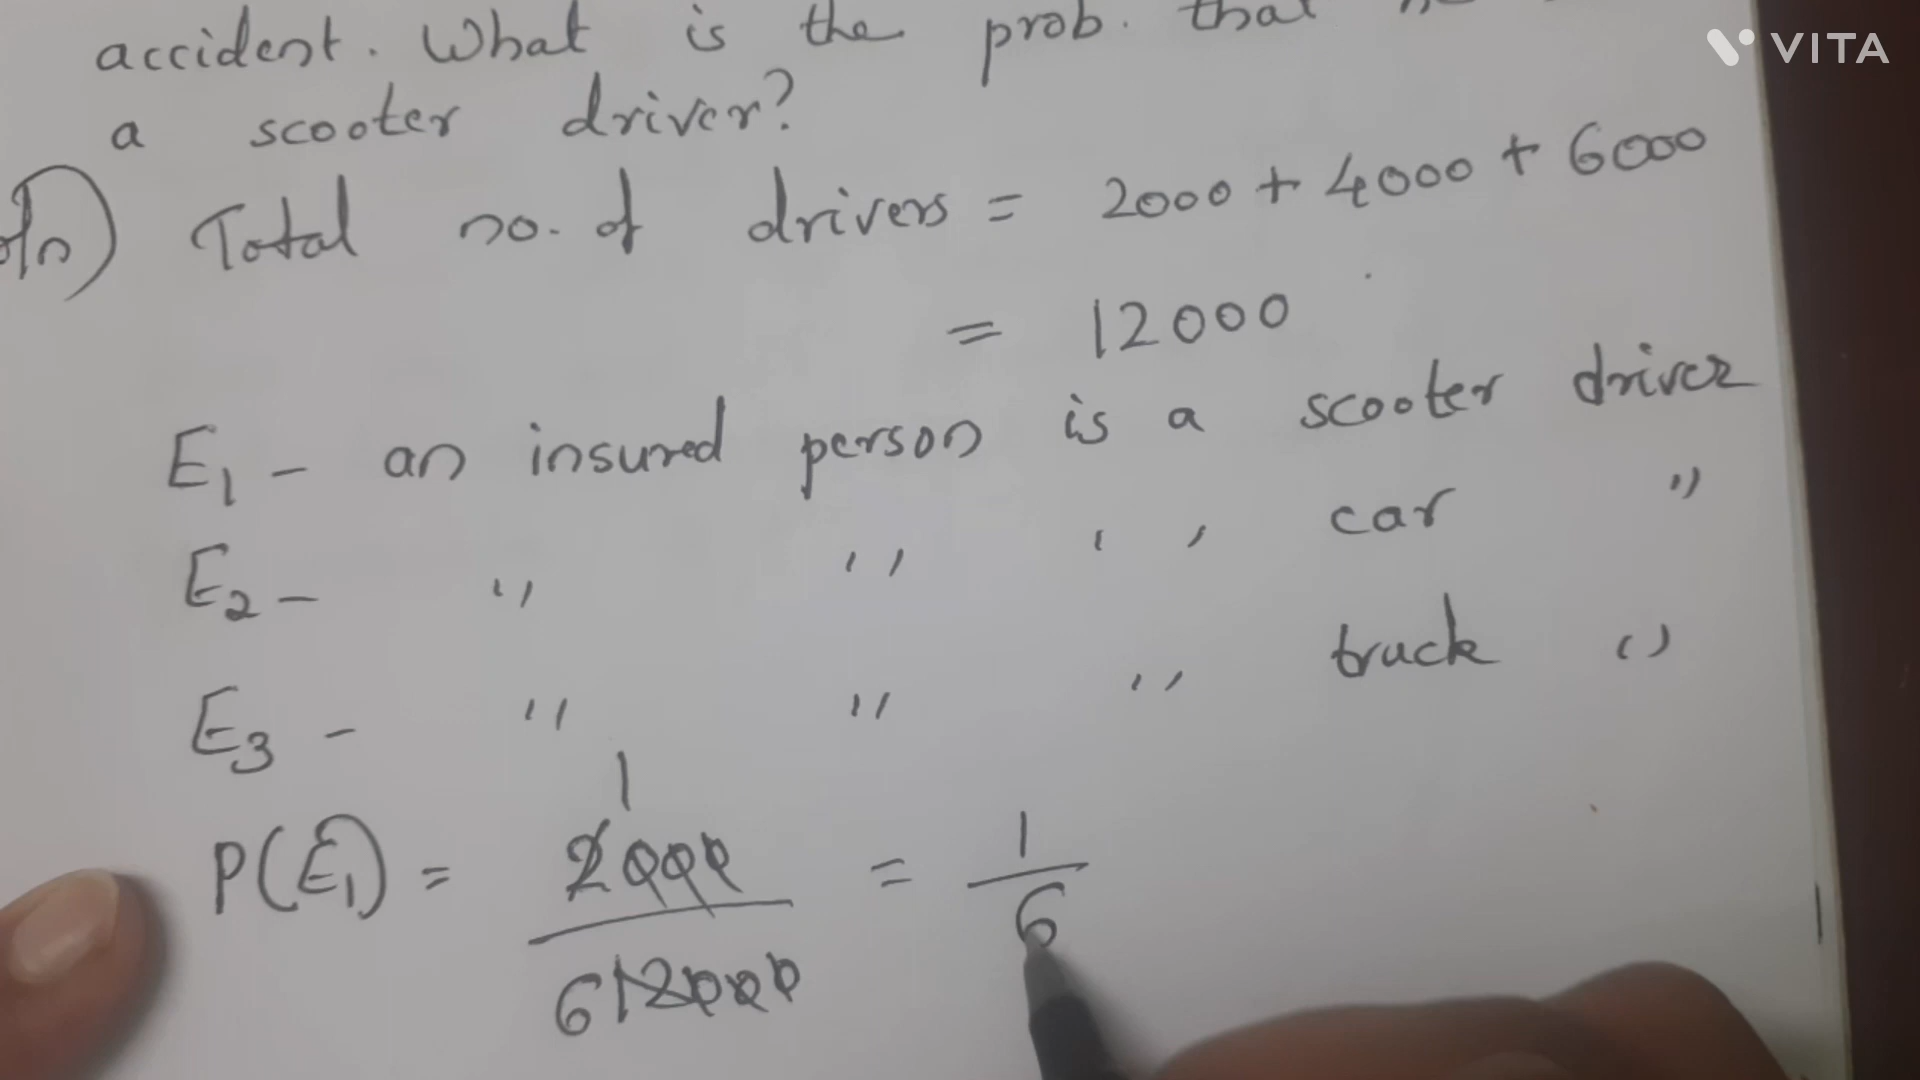 accident. What is the prob. that
VITA
a scooter driver?
Total no. of drivers = 2000 + 4000 + 6000
= 12000
E1 - an insured person is a scooter driver
E2 - " " " car "
E3 - " " " truck "
1
P(E1) = 2000 / 6 12000 = 1/6